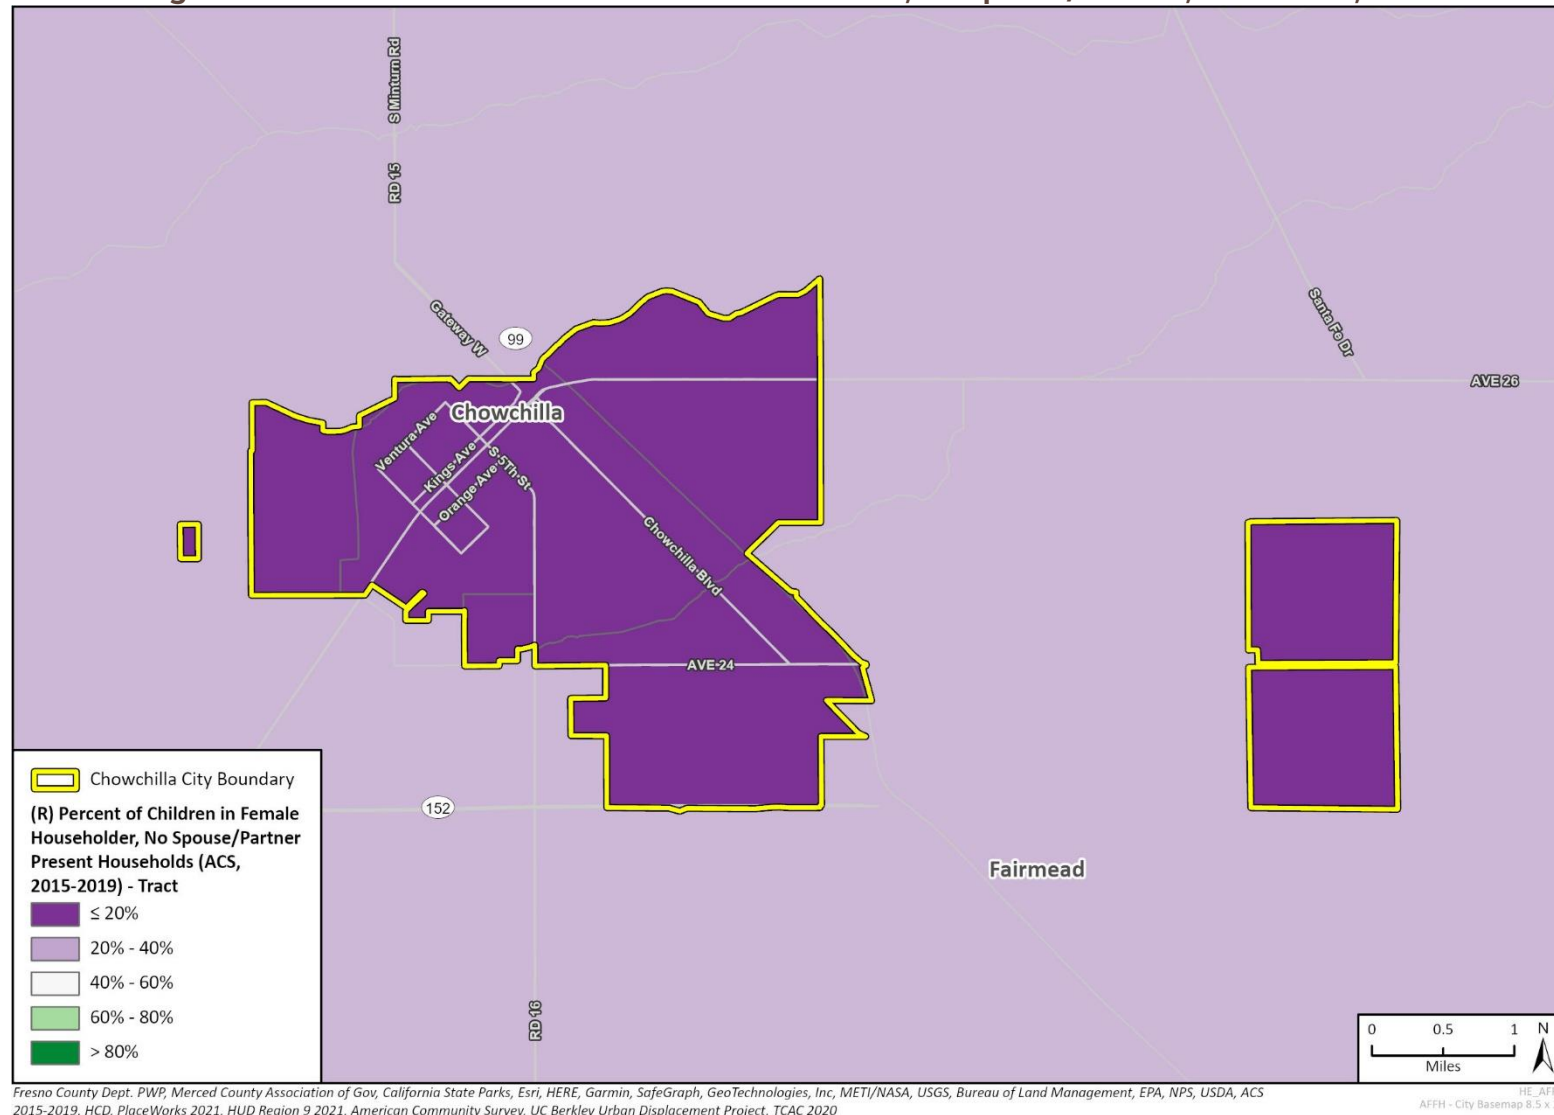 S Minturn Rd
RD 15
Gateway W
99
Santa Fe Dr
AVE 26
Chowchilla
Ventura Ave
Kings Ave
S 5Th St
Orange Ave
Chowchilla Blvd
AVE 24
Chowchilla City Boundary
(R) Percent of Children in Female
Householder, No Spouse/Partner
Present Households (ACS,
2015-2019) - Tract
≤ 20%
20% - 40%
40% - 60%
60% - 80%
> 80%
152
Fairmead
RD 16
0 0.5 1
Miles
N
Fresno County Dept. PWP, Merced County Association of Gov, California State Parks, Esri, HERE, Garmin, SafeGraph, GeoTechnologies, Inc, METI/NASA, USGS, Bureau of Land Management, EPA, NPS, USDA, ACS
2015-2019, HCD, PlaceWorks 2021, HUD Region 9 2021, American Community Survey, UC Berkley Urban Displacement Project, TCAC 2020
AFFH - City Basemap 8.5 x